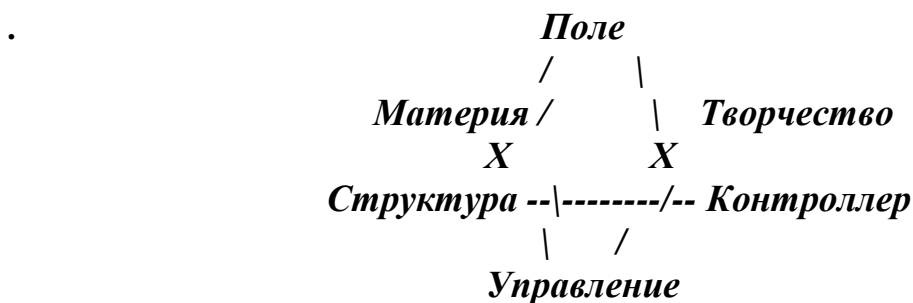 . Поле
/ \
Материя / \ Творчество
X X
Структура --\--------/-- Контроллер
\ /
Управление